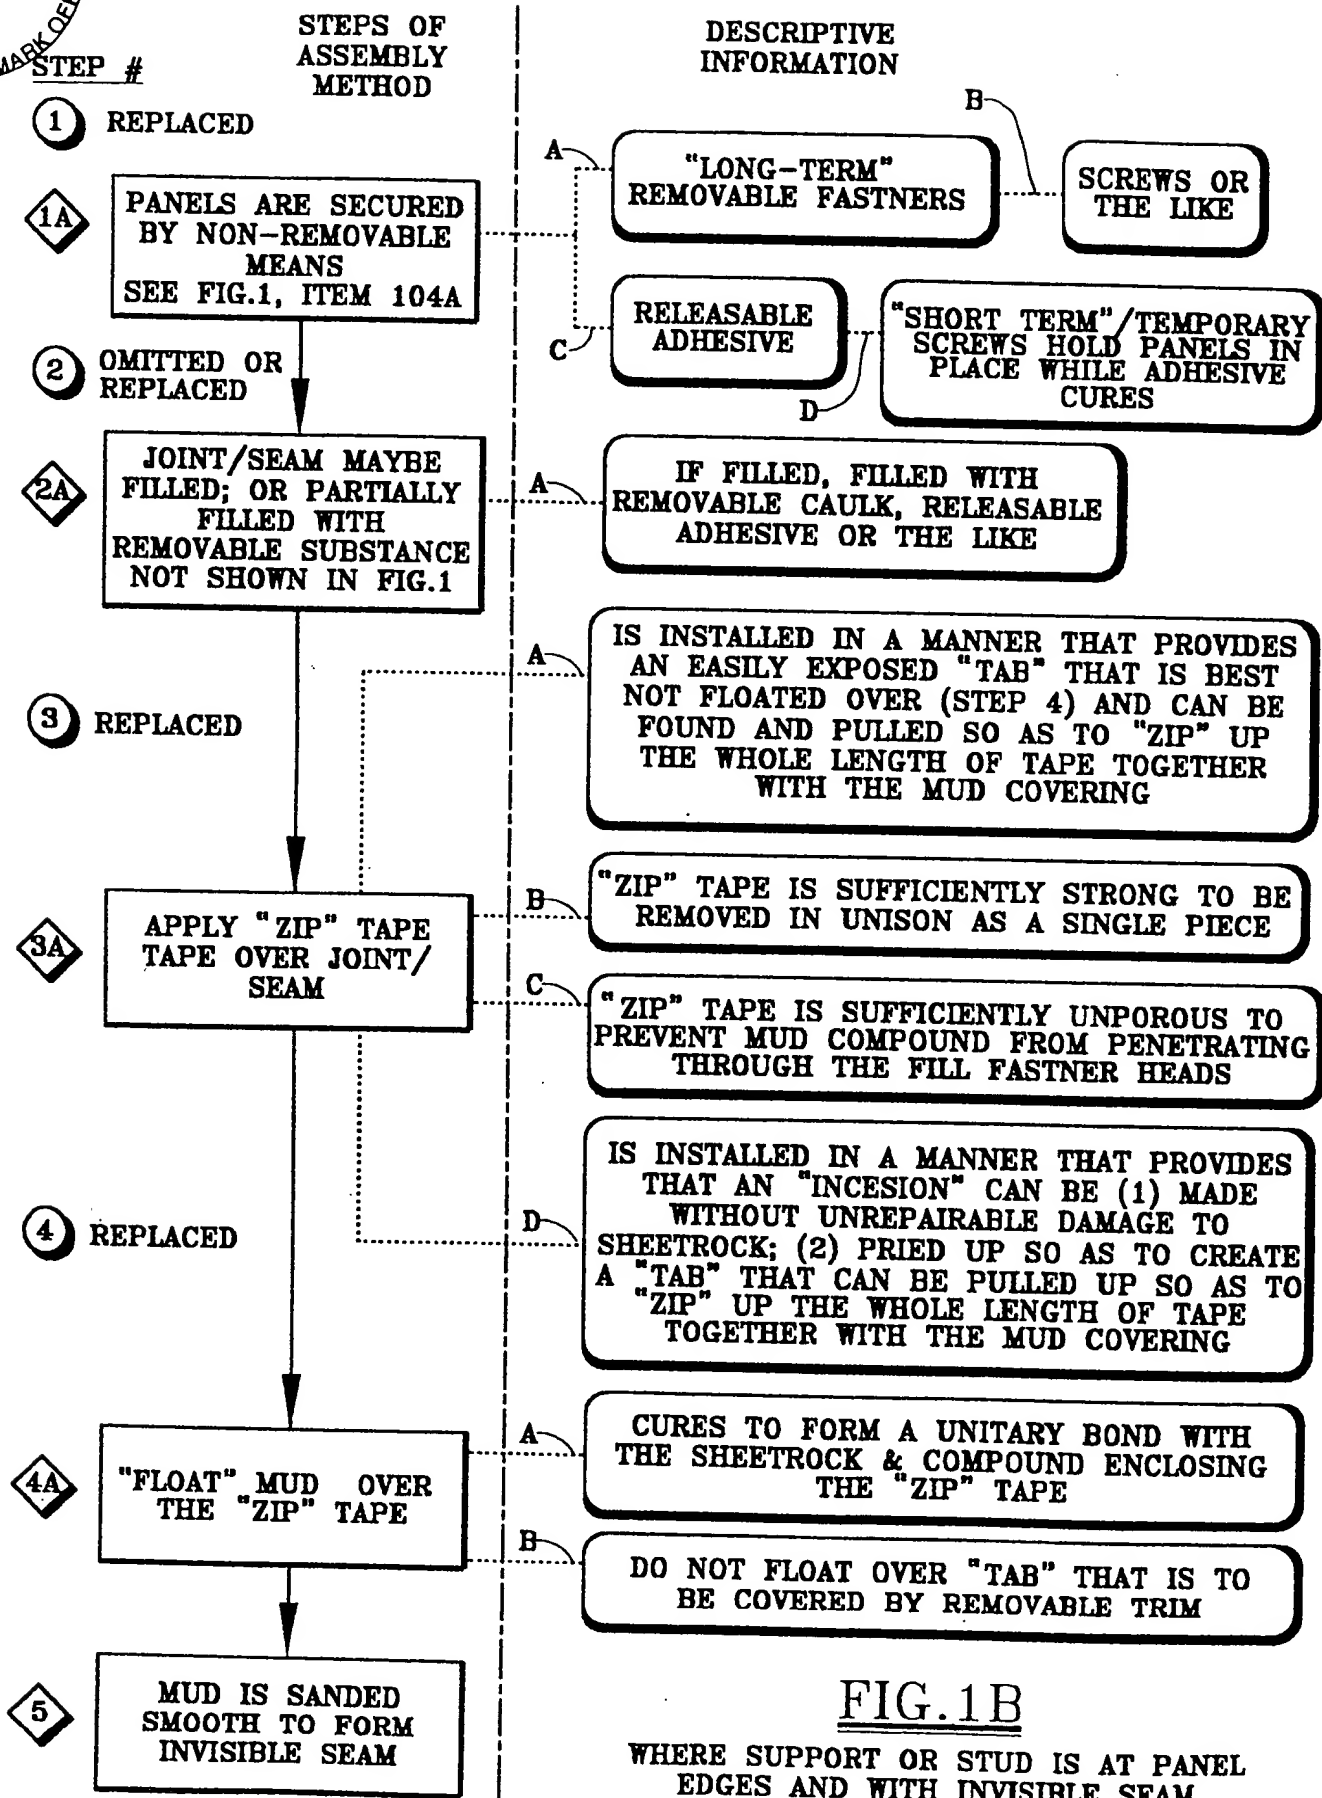 MARK OFF
STEP #
STEPS OF
ASSEMBLY
METHOD
DESCRIPTIVE
INFORMATION
1 REPLACED
1A
PANELS ARE SECURED
BY NON-REMOVABLE
MEANS
SEE FIG.1, ITEM 104A
A
"LONG-TERM"
REMOVABLE FASTNERS
B
SCREWS OR
THE LIKE
C
RELEASABLE
ADHESIVE
D
"SHORT TERM"/TEMPORARY
SCREWS HOLD PANELS IN
PLACE WHILE ADHESIVE
CURES
2 OMITTED OR
REPLACED
2A
JOINT/SEAM MAYBE
FILLED; OR PARTIALLY
FILLED WITH
REMOVABLE SUBSTANCE
NOT SHOWN IN FIG.1
A
IF FILLED, FILLED WITH
REMOVABLE CAULK, RELEASABLE
ADHESIVE OR THE LIKE
3 REPLACED
A
IS INSTALLED IN A MANNER THAT PROVIDES
AN EASILY EXPOSED "TAB" THAT IS BEST
NOT FLOATED OVER (STEP 4) AND CAN BE
FOUND AND PULLED SO AS TO "ZIP" UP
THE WHOLE LENGTH OF TAPE TOGETHER
WITH THE MUD COVERING
3A
APPLY "ZIP" TAPE
TAPE OVER JOINT/
SEAM
B
"ZIP" TAPE IS SUFFICIENTLY STRONG TO BE
REMOVED IN UNISON AS A SINGLE PIECE
C
"ZIP" TAPE IS SUFFICIENTLY UNPOROUS TO
PREVENT MUD COMPOUND FROM PENETRATING
THROUGH THE FILL FASTNER HEADS
4 REPLACED
D
IS INSTALLED IN A MANNER THAT PROVIDES
THAT AN "INCESION" CAN BE (1) MADE
WITHOUT UNREPAIRABLE DAMAGE TO
SHEETROCK; (2) PRIED UP SO AS TO CREATE
A "TAB" THAT CAN BE PULLED UP SO AS TO
"ZIP" UP THE WHOLE LENGTH OF TAPE
TOGETHER WITH THE MUD COVERING
4A
"FLOAT" MUD OVER
THE "ZIP" TAPE
A
CURES TO FORM A UNITARY BOND WITH
THE SHEETROCK & COMPOUND ENCLOSING
THE "ZIP" TAPE
B
DO NOT FLOAT OVER "TAB" THAT IS TO
BE COVERED BY REMOVABLE TRIM
5
MUD IS SANDED
SMOOTH TO FORM
INVISIBLE SEAM
FIG.1B
WHERE SUPPORT OR STUD IS AT PANEL
EDGES AND WITH INVISIBLE SEAM